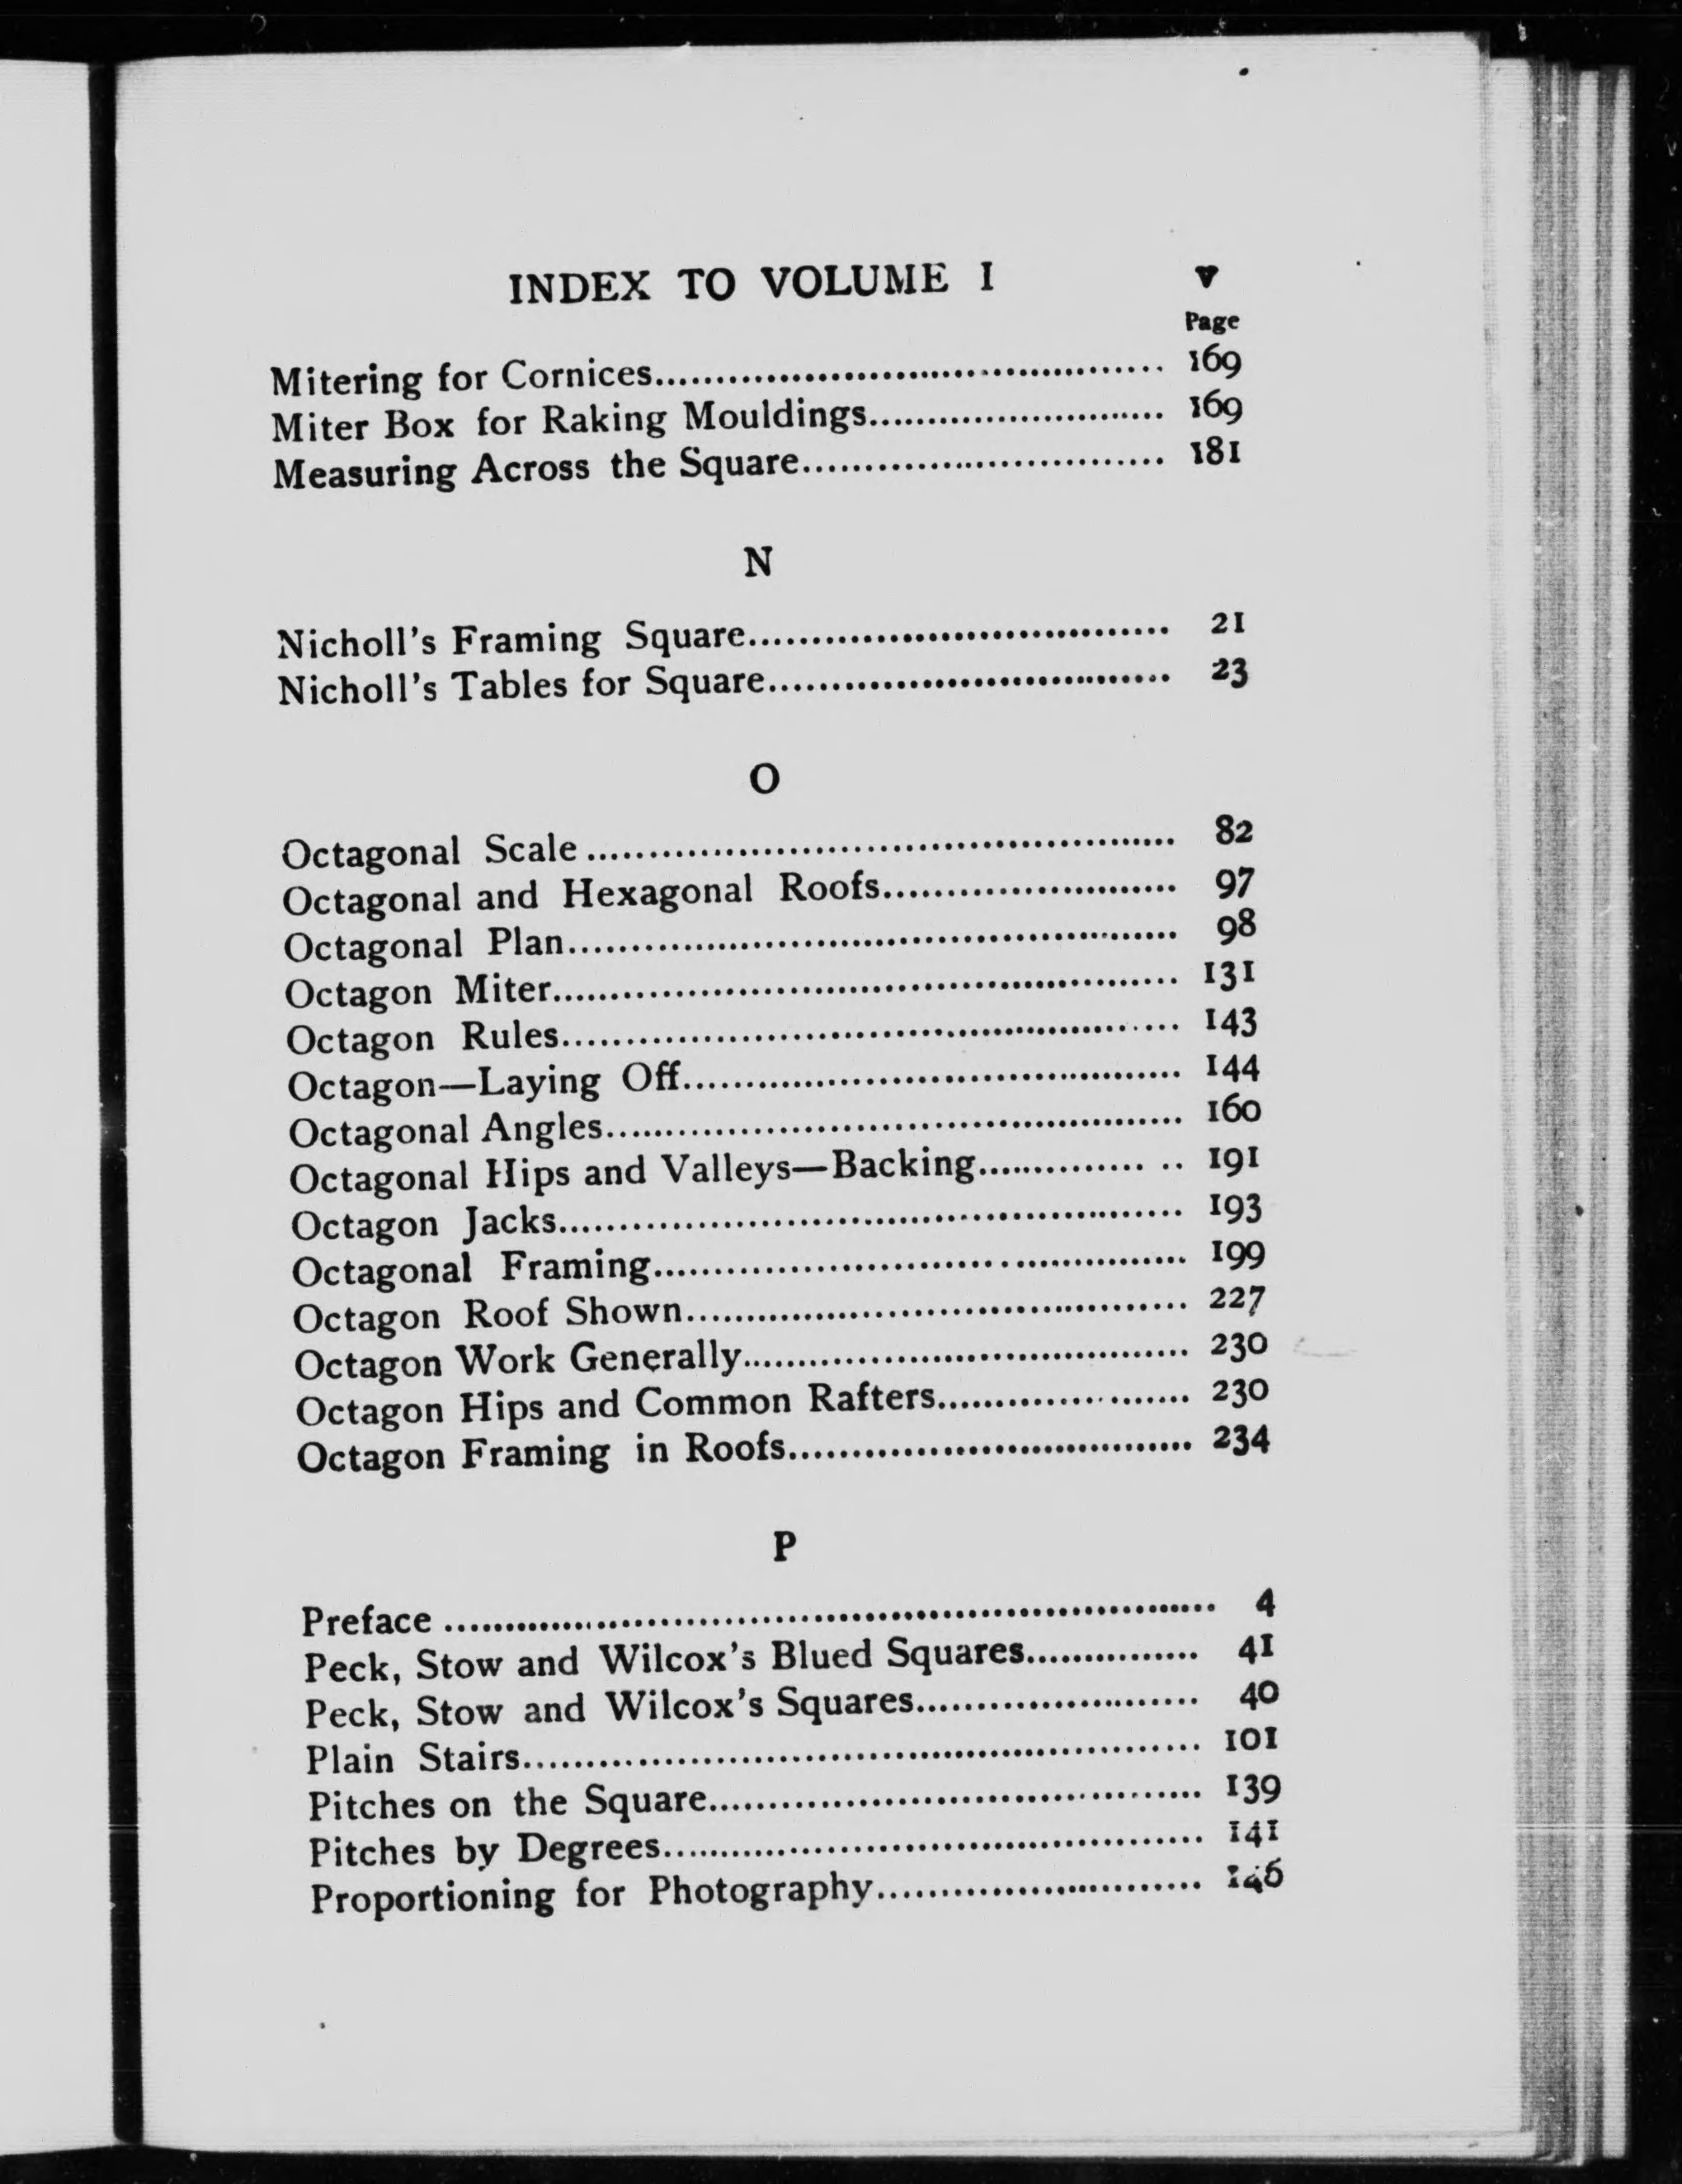 INDEX TO VOLUME I v
Page
Mitering for Cornices........................................ 169
Miter Box for Raking Mouldings......................... 169
Measuring Across the Square.............................. 181
N
Nicholl's Framing Square.................................. 21
Nicholl's Tables for Square................................ 23
O
Octagonal Scale ............................................... 82
Octagonal and Hexagonal Roofs........................ 97
Octagonal Plan................................................. 98
Octagon Miter.................................................. 131
Octagon Rules.................................................. 143
Octagon—Laying Off........................................ 144
Octagonal Angles.............................................. 160
Octagonal Hips and Valleys—Backing.............. .. 191
Octagon Jacks.................................................. 193
Octagonal Framing........................................... 199
Octagon Roof Shown........................................ 227
Octagon Work Generally.................................... 230
Octagon Hips and Common Rafters..................... 230
Octagon Framing in Roofs................................. 234
P
Preface ............................................................ 4
Peck, Stow and Wilcox's Blued Squares............... 41
Peck, Stow and Wilcox's Squares........................ 40
Plain Stairs...................................................... 101
Pitches on the Square........................................ 139
Pitches by Degrees............................................ 141
Proportioning for Photography........................... 146